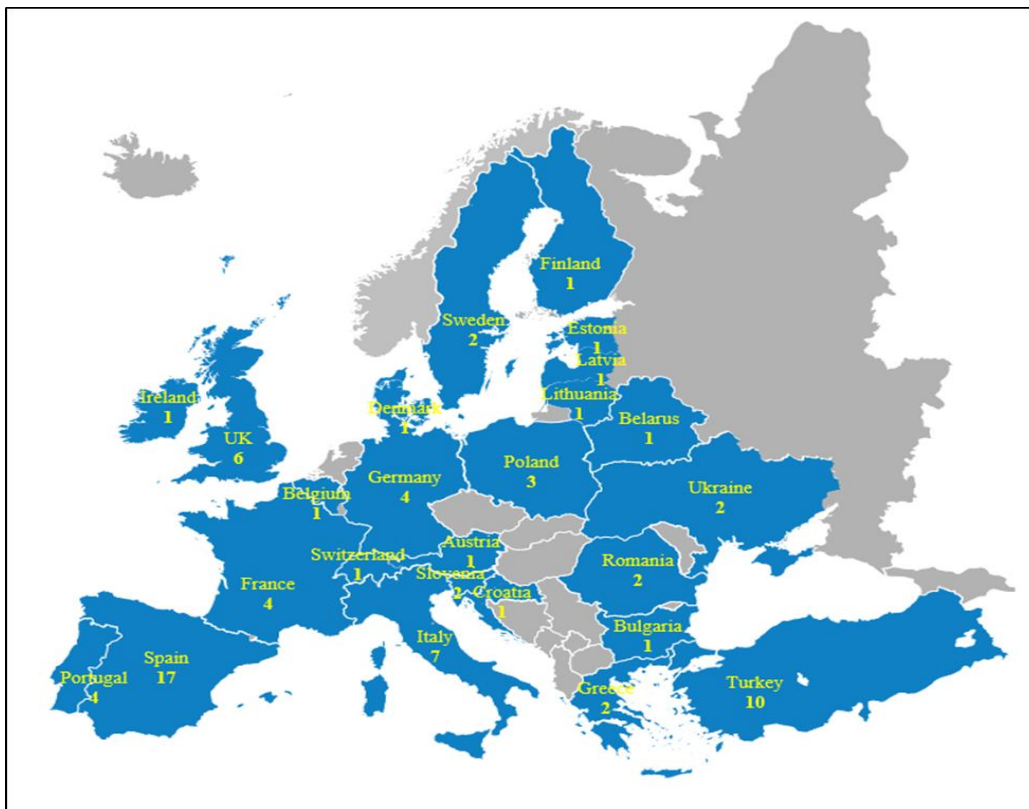 Finland
1
Sweden
2
Estonia
1
Latvia
1
Lithuania
1
Ireland
1
Denmark
1
Belarus
1
UK
6
Poland
3
Germany
4
Ukraine
2
Belgium
1
Austria
1
Switzerland
1
Romania
2
Slovenia
2
France
4
Croatia
1
Bulgaria
1
Italy
7
Spain
17
Portugal
4
Greece
2
Turkey
10